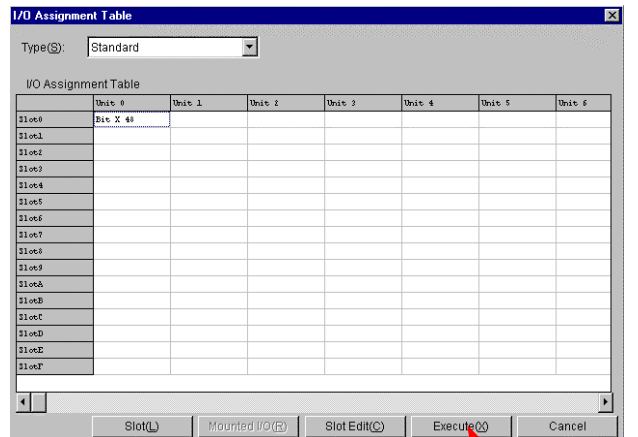 I/O Assignment Table
Type(S): Standard
I/O Assignment Table
Unit 0 Unit 1 Unit 2 Unit 3 Unit 4 Unit 5 Unit 6
Slot0 Bit X 48
Slot1
Slot2
Slot3
Slot4
Slot5
Slot6
Slot7
Slot8
Slot9
SlotA
SlotB
SlotC
SlotD
SlotE
SlotF
Slot(L) Mounted I/O(R) Slot Edit(C) Execute(X) Cancel